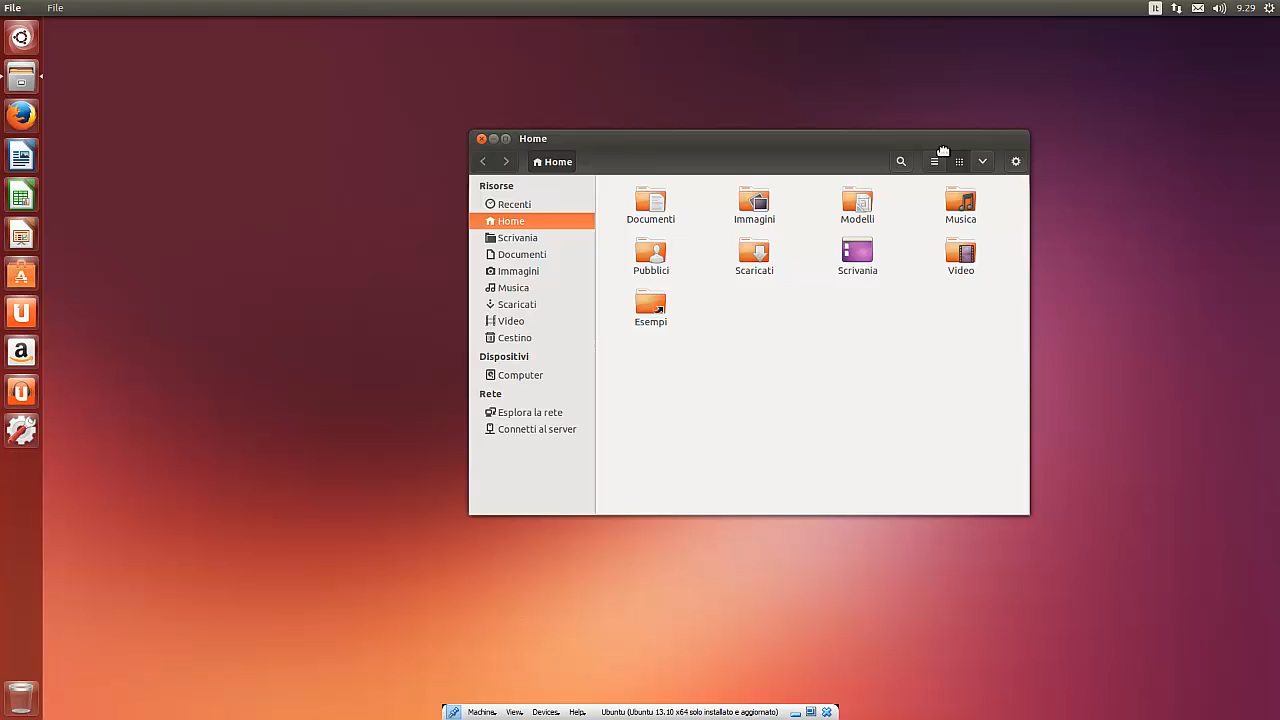 File File It 9.29
Home
Home
Risorse
Recenti
Home
Scrivania
Documenti
Immagini
Musica
Scaricati
Video
Cestino
Dispositivi
Computer
Rete
Esplora la rete
Connetti al server
Documenti Immagini Modelli Musica
Pubblici Scaricati Scrivania Video
Esempi
Machine View Devices Help Ubuntu (Ubuntu 13.10 x64 solo installato e aggiornato)